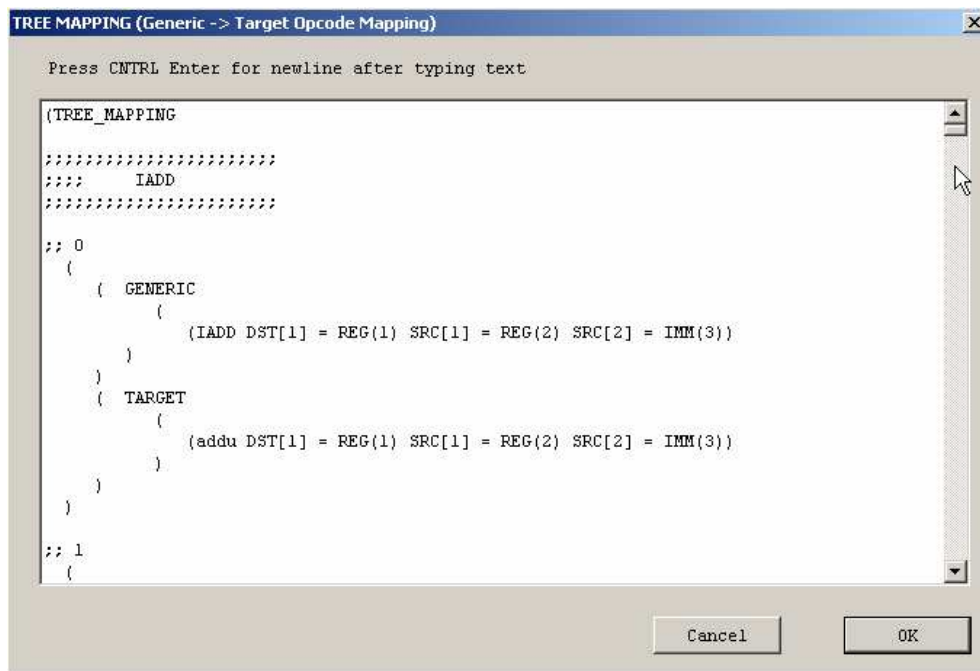 TREE MAPPING (Generic -> Target Opcode Mapping)
Press CNTRL Enter for newline after typing text
(TREE_MAPPING
;;;;;;;;;;;;;;;;;;;;;;;
;;;; IADD
;;;;;;;;;;;;;;;;;;;;;;;
;; 0
(
( GENERIC
(
(IADD DST[1] = REG(1) SRC[1] = REG(2) SRC[2] = IMM(3))
)
)
( TARGET
(
(addu DST[1] = REG(1) SRC[1] = REG(2) SRC[2] = IMM(3))
)
)
)
;; 1
(
Cancel OK